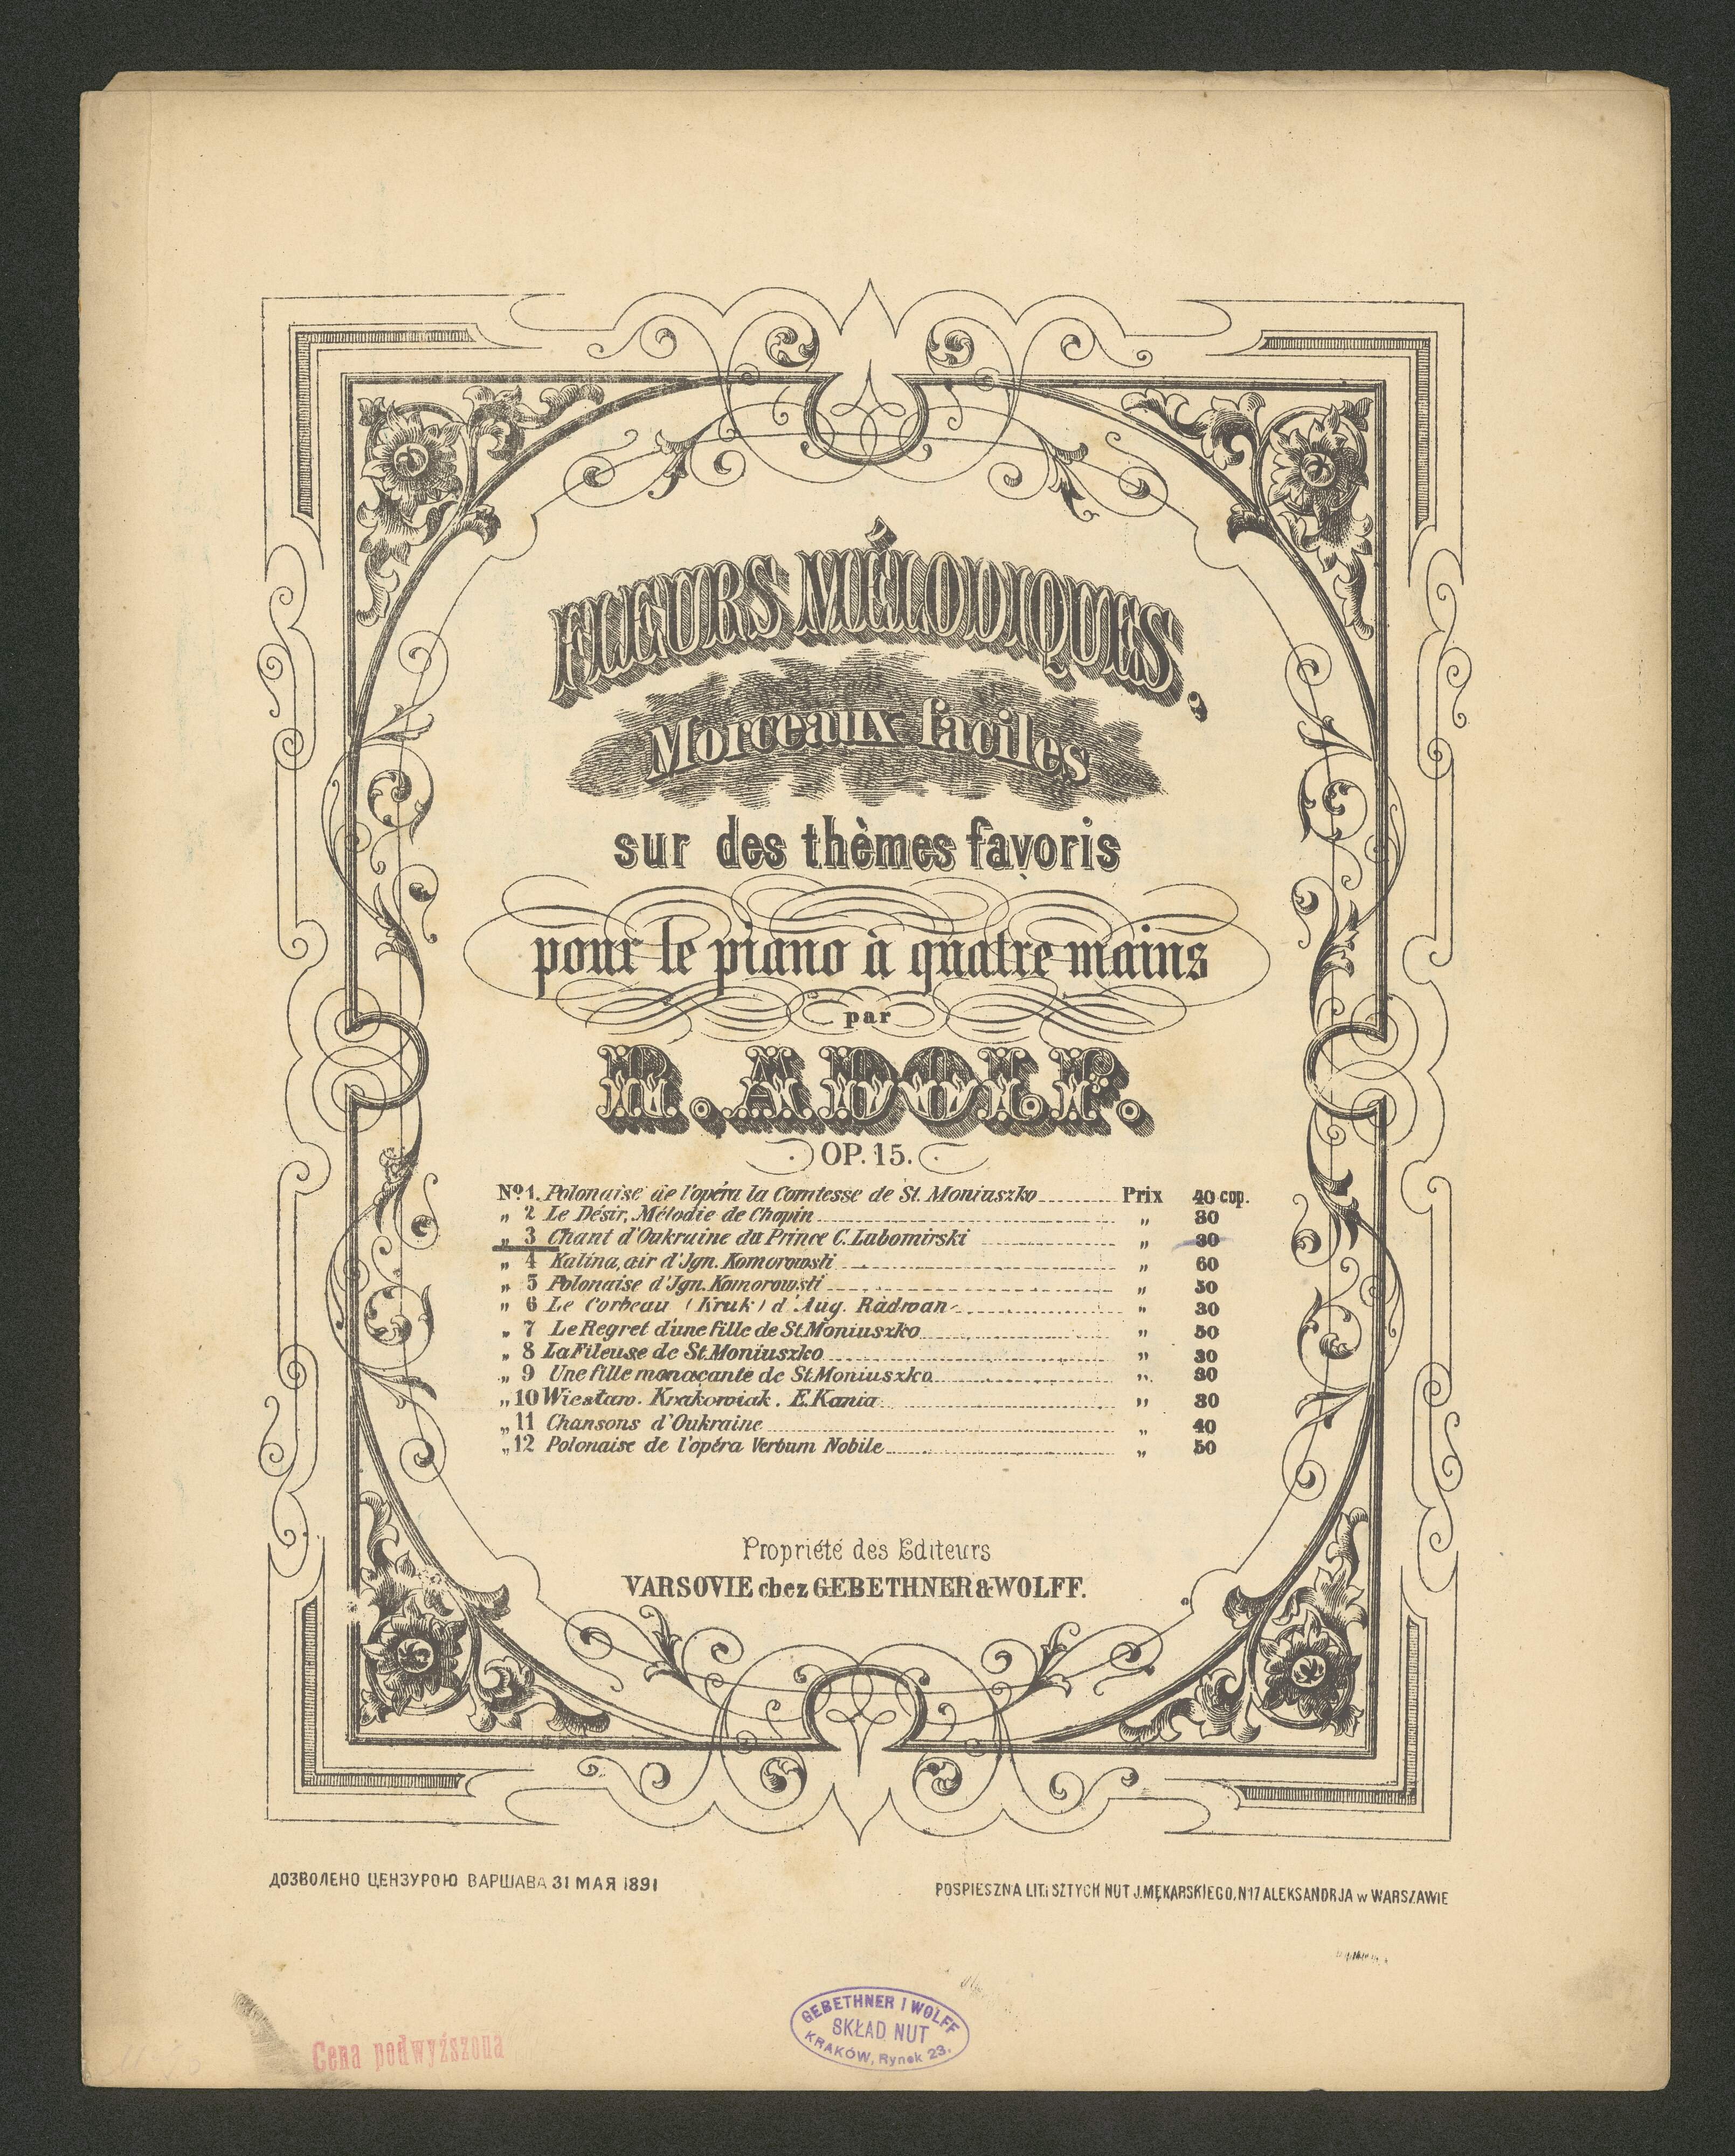 FLEURS MÉLODIQUES,
Morceaux faciles
sur des thèmes favoris
pour le piano à quatre mains
par
R. ADOLF.
OP. 15.
No 1. Polonaise de l'opéra la Comtesse de St. Moniuszko Prix 40 cop.
„ 2 Le Désir, Mélodie de Chopin „ 30
„ 3 Chant d'Oukraine du Prince C. Lubomirski „ 30
„ 4 Kalina, air d'Jgn. Komorowski „ 60
„ 5 Polonaise d'Jgn. Komorowski „ 50
„ 6 Le Corbeau (Kruk) d'Aug. Radwan „ 30
„ 7 Le Regret d'une fille de St. Moniuszko „ 50
„ 8 La Fileuse de St. Moniuszko „ 30
„ 9 Une fille monaçante de St. Moniuszko „ 30
„ 10 Wiesław. Krakowiak. E. Kania „ 30
„ 11 Chansons d'Oukraine „ 40
„ 12 Polonaise de l'opéra Verbum Nobile „ 50
Propriété des Editeurs
VARSOVIE chez GEBETHNER & WOLFF.
ДОЗВОЛЕНО ЦЕНЗУРОЮ ВАРШАВА 31 МАЯ 1891
POSPIESZNA LIT. i SZTYCH NUT J. MĘKARSKIEGO, N 17 ALEKSANDRJA w WARSZAWIE
Cena podwyższona
GEBETHNER I WOLFF
SKŁAD NUT
KRAKÓW, Rynek 23.